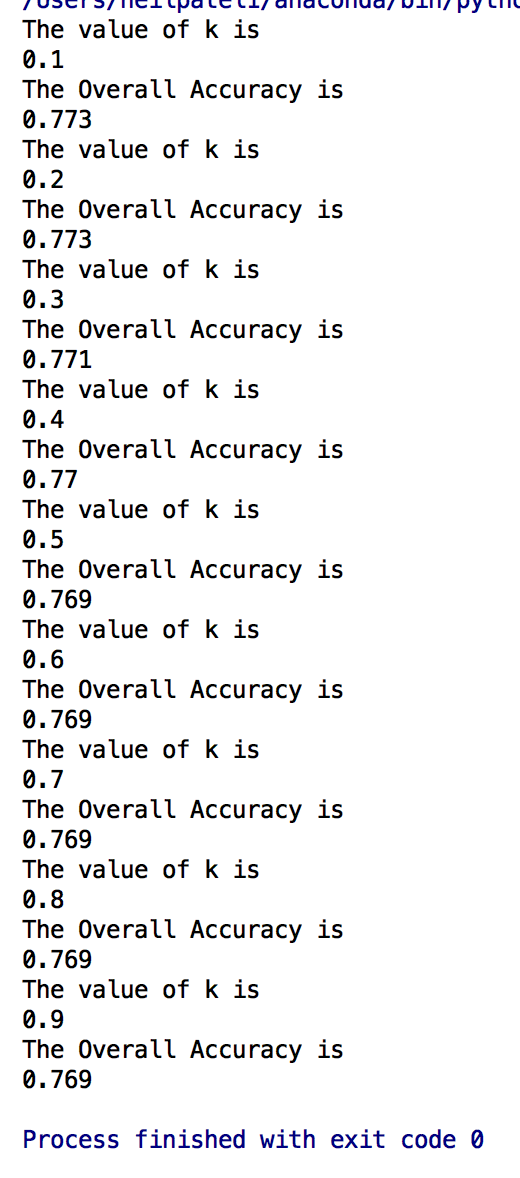 /Users/neilpatel1/anaconda/bin/pytho
The value of k is
0.1
The Overall Accuracy is
0.773
The value of k is
0.2
The Overall Accuracy is
0.773
The value of k is
0.3
The Overall Accuracy is
0.771
The value of k is
0.4
The Overall Accuracy is
0.77
The value of k is
0.5
The Overall Accuracy is
0.769
The value of k is
0.6
The Overall Accuracy is
0.769
The value of k is
0.7
The Overall Accuracy is
0.769
The value of k is
0.8
The Overall Accuracy is
0.769
The value of k is
0.9
The Overall Accuracy is
0.769
Process finished with exit code 0